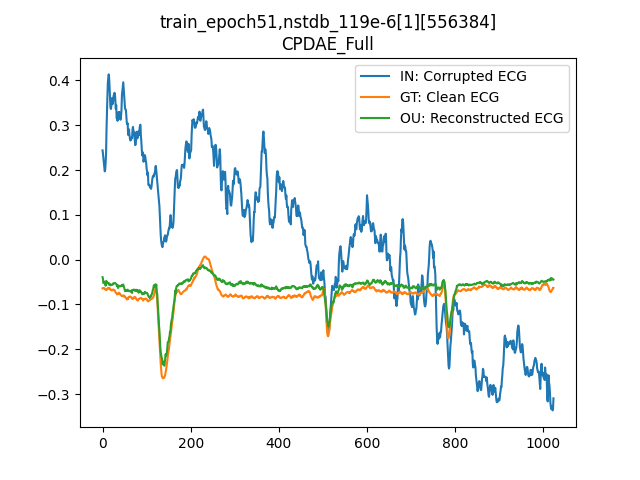 train_epoch51,nstdb_119e-6[1][556384]
CPDAE_Full
IN: Corrupted ECG
GT: Clean ECG
OU: Reconstructed ECG
0.4
0.3
0.2
0.1
0.0
−0.1
−0.2
−0.3
0 200 400 600 800 1000